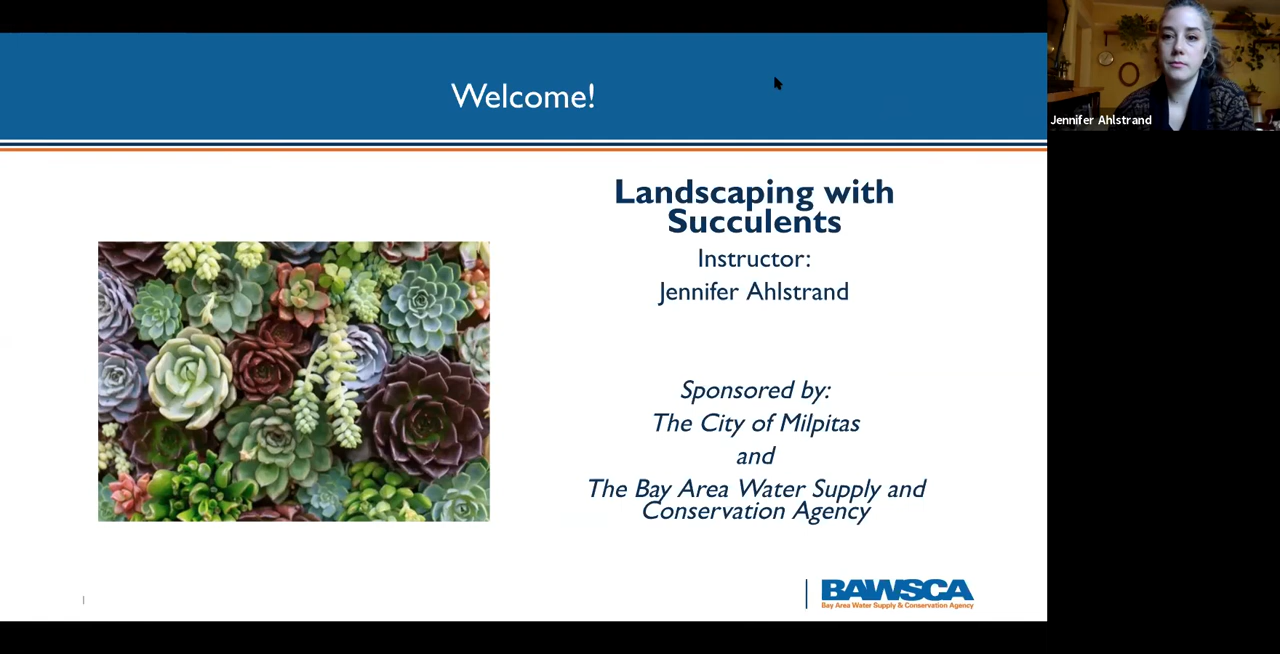 Welcome!
Jennifer Ahlstrand
Landscaping with
Succulents
Instructor:
Jennifer Ahlstrand
Sponsored by:
The City of Milpitas
and
The Bay Area Water Supply and
Conservation Agency
1
BAWSCA
Bay Area Water Supply & Conservation Agency